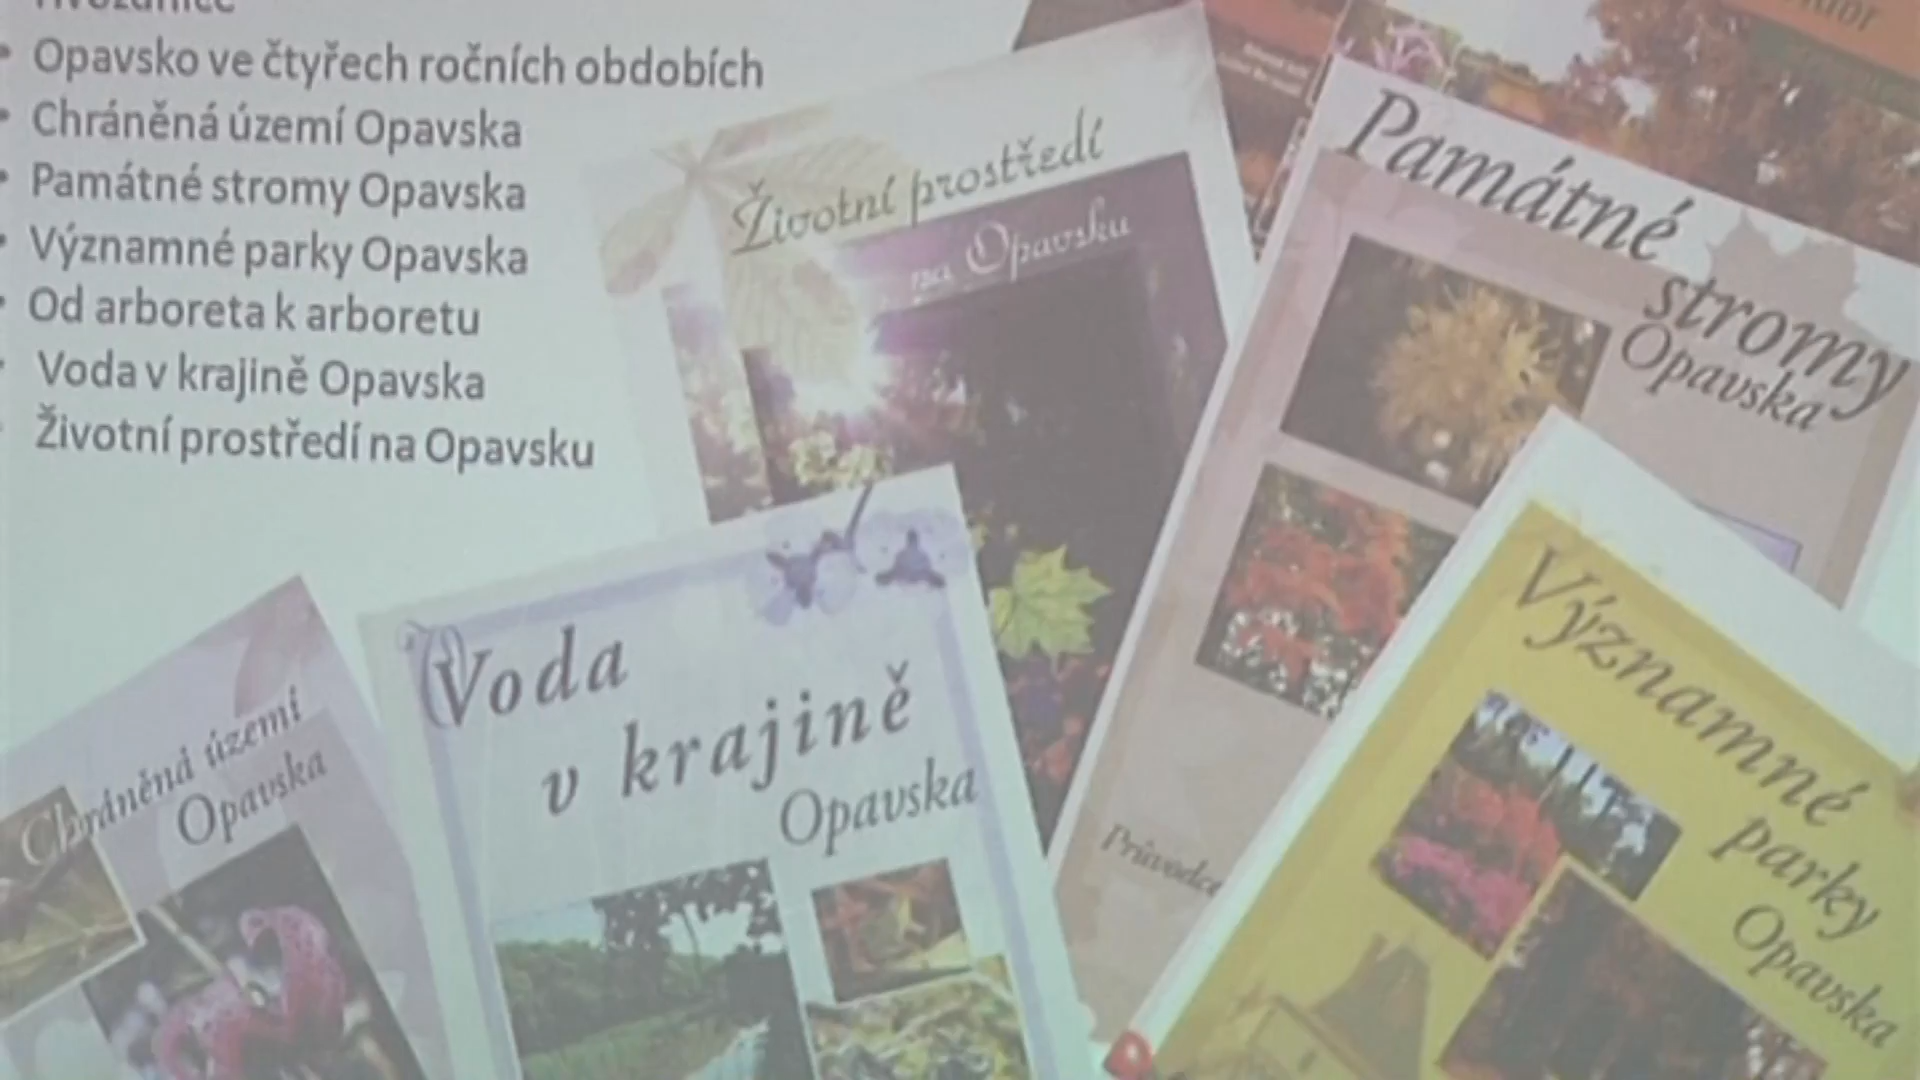 Opavsko ve čtyřech ročních obdobích
Chráněná území Opavska
Památné stromy Opavska
Významné parky Opavska
Od arboreta k arboretu
Voda v krajině Opavska
Životní prostředí na Opavsku
Životní prostředí
na Opavsku
Památné
stromy
Opavska
Průvodce
Významné
parky
Opavska
Voda
v krajině
Opavska
Chráněná území
Opavska